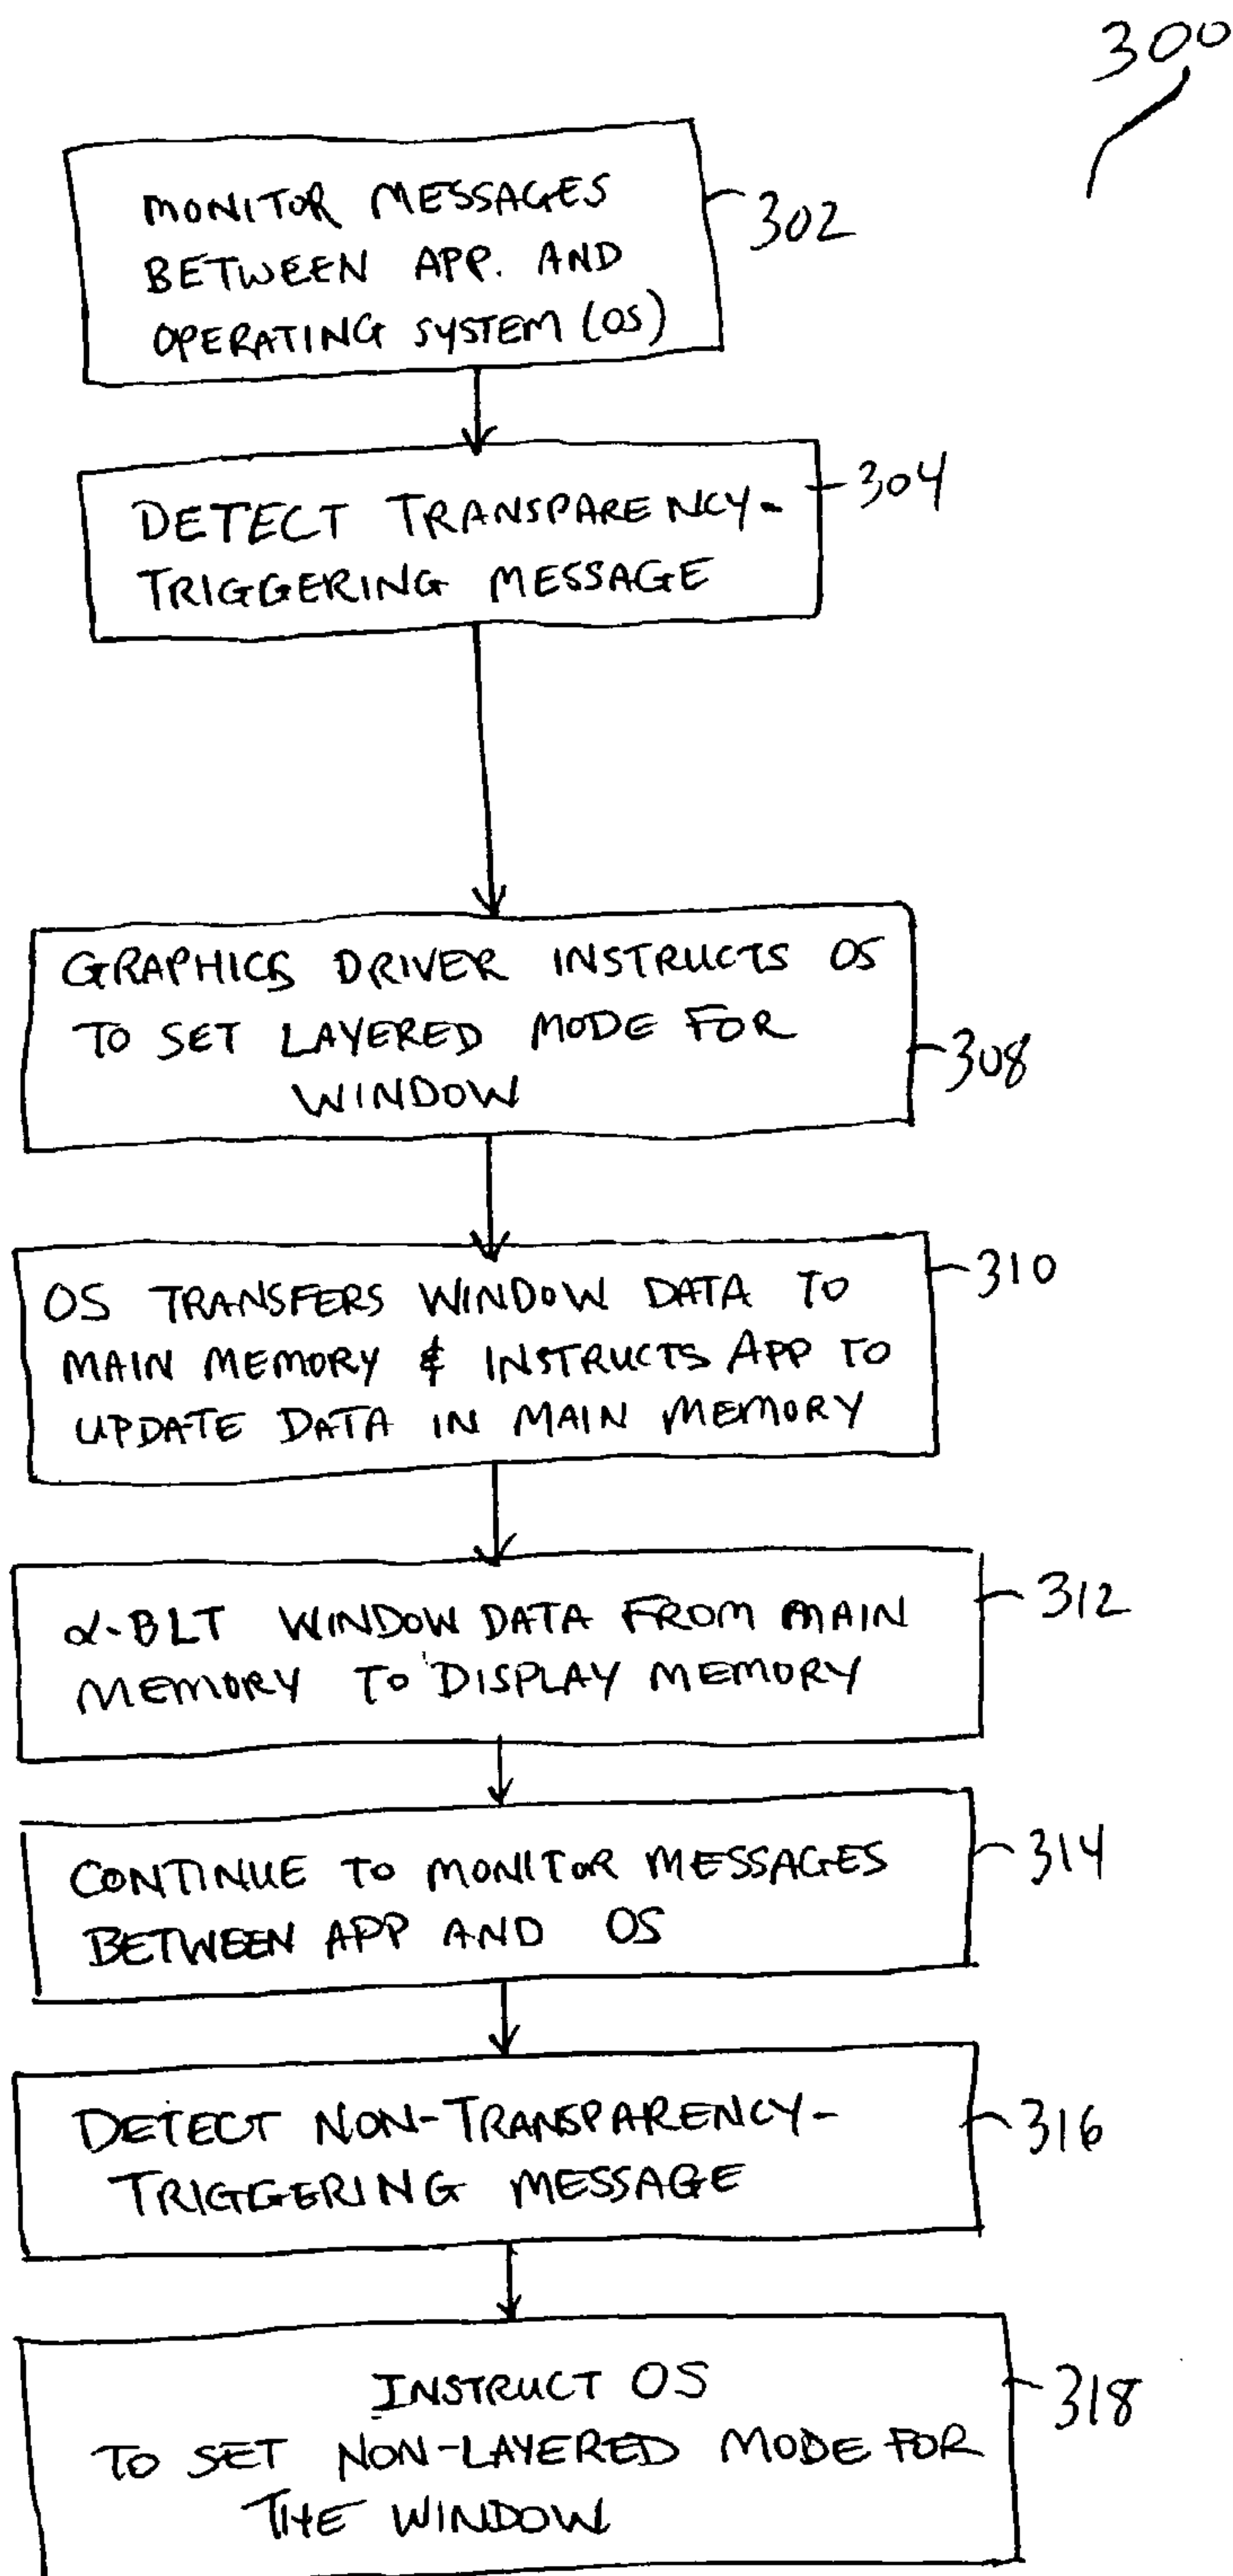 300
MONITOR MESSAGES
BETWEEN APP. AND
OPERATING SYSTEM (OS)
302
DETECT TRANSPARENCY-
TRIGGERING MESSAGE
304
GRAPHICS DRIVER INSTRUCTS OS
TO SET LAYERED MODE FOR
WINDOW
308
OS TRANSFERS WINDOW DATA TO
MAIN MEMORY & INSTRUCTS APP TO
UPDATE DATA IN MAIN MEMORY
310
α-BLT WINDOW DATA FROM MAIN
MEMORY TO DISPLAY MEMORY
312
CONTINUE TO MONITOR MESSAGES
BETWEEN APP AND OS
314
DETECT NON-TRANSPARENCY-
TRIGGERING MESSAGE
316
INSTRUCT OS
TO SET NON-LAYERED MODE FOR
THE WINDOW
318